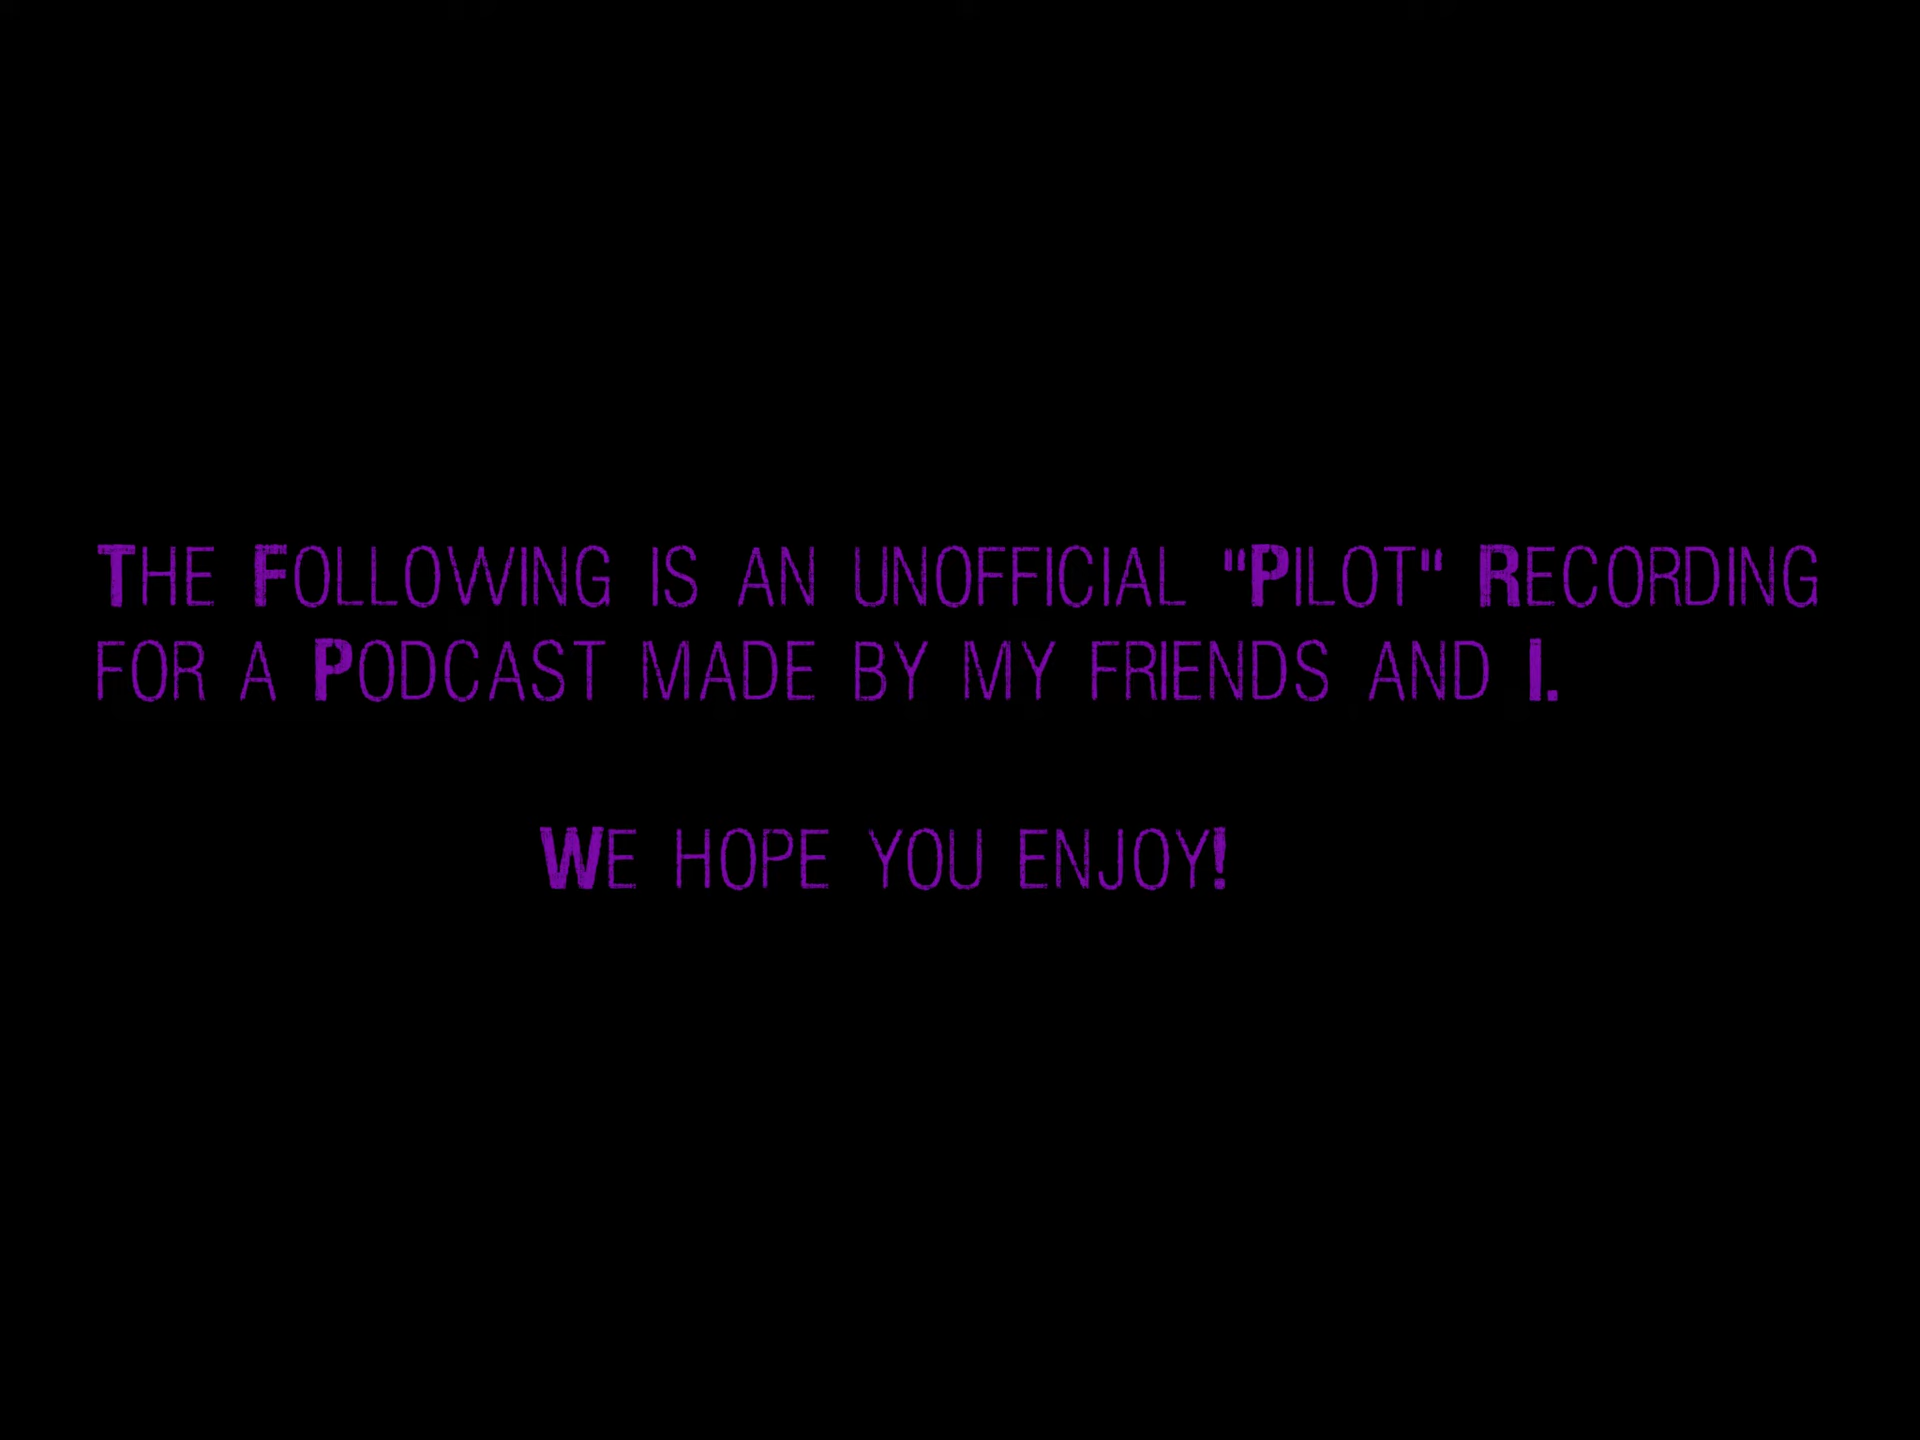 The Following is an unofficial "Pilot" Recording
for a Podcast made by my friends and I.
We hope you enjoy!